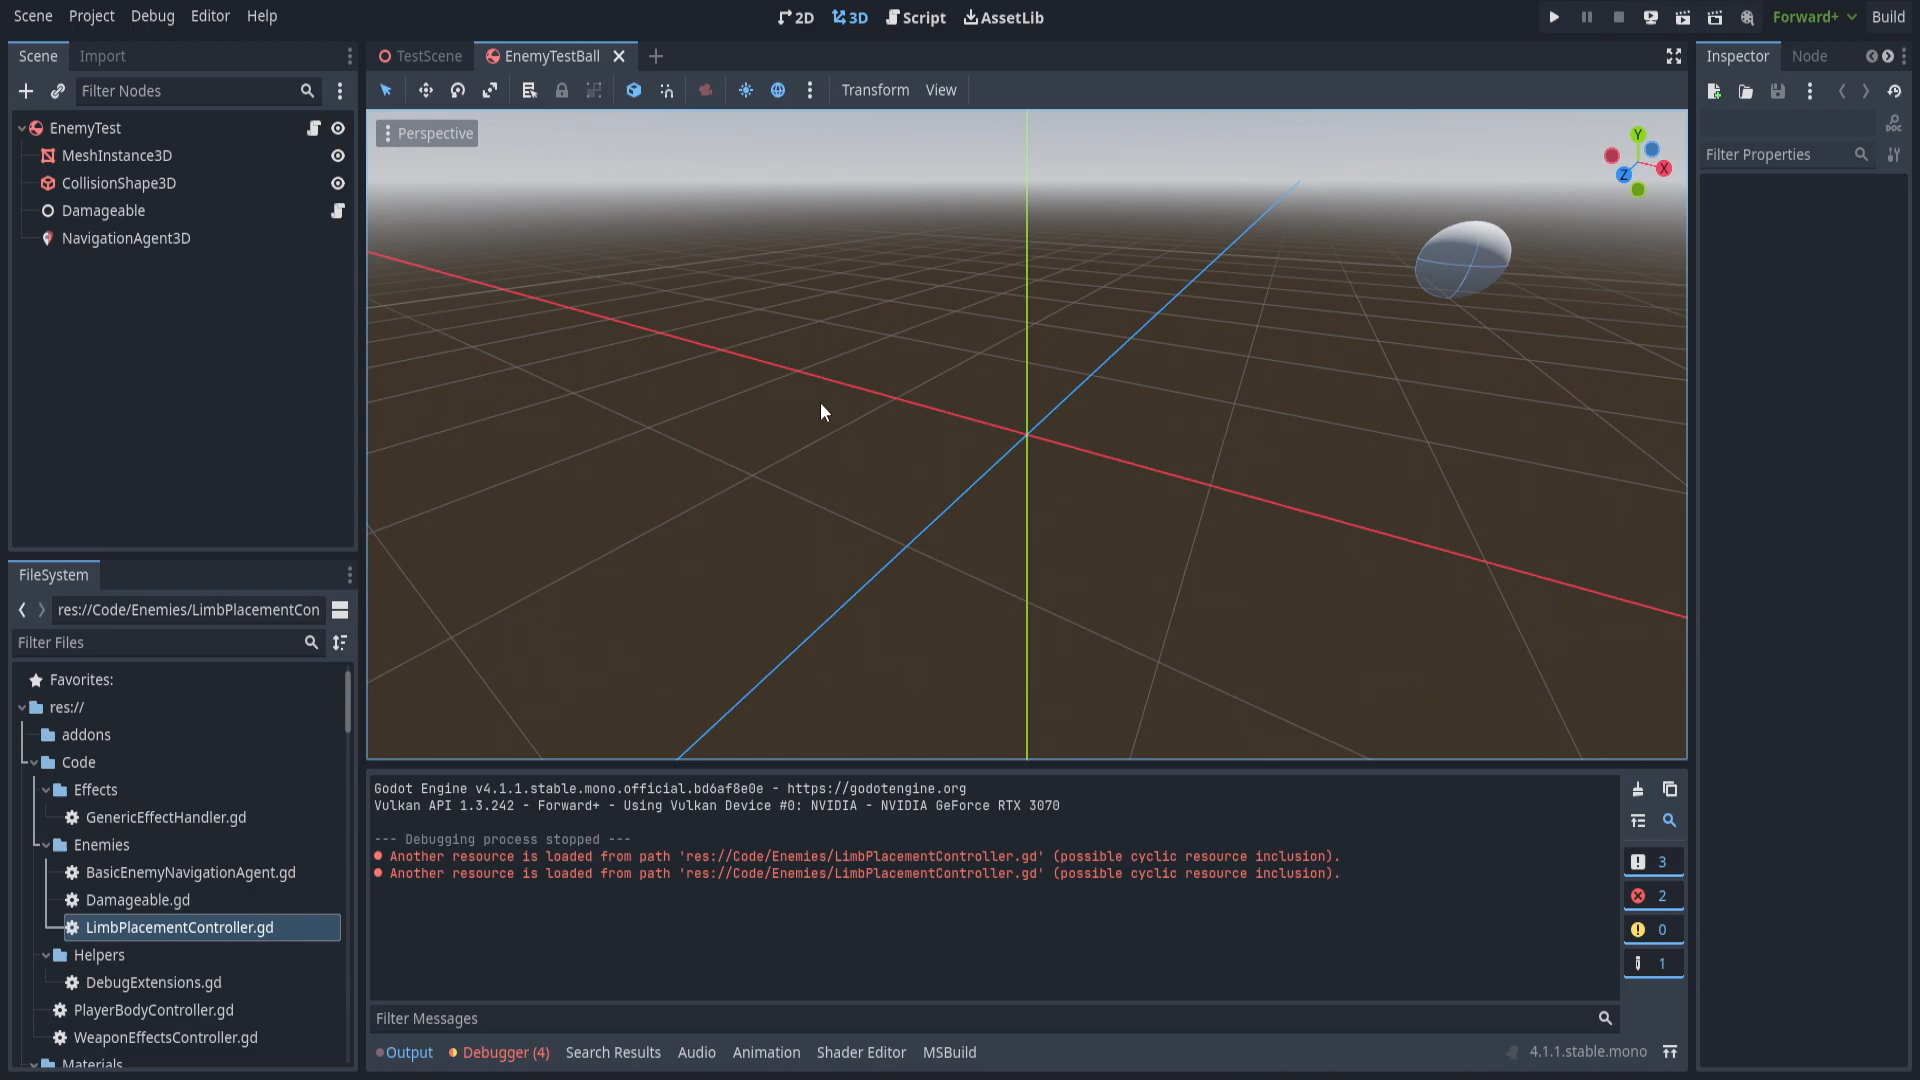 Scene Project Debug Editor Help
2D 3D Script AssetLib
Forward+ Build
Scene Import
Filter Nodes
EnemyTest
MeshInstance3D
CollisionShape3D
Damageable
NavigationAgent3D
FileSystem
res://Code/Enemies/LimbPlacementCon
Filter Files
Favorites:
res://
addons
Code
Effects
GenericEffectHandler.gd
Enemies
BasicEnemyNavigationAgent.gd
Damageable.gd
LimbPlacementController.gd
Helpers
DebugExtensions.gd
PlayerBodyController.gd
WeaponEffectsController.gd
Materials
TestScene EnemyTestBall
Transform View
Perspective
Y
X
Z
Godot Engine v4.1.1.stable.mono.official.bd6af8e0e - https://godotengine.org
Vulkan API 1.3.242 - Forward+ - Using Vulkan Device #0: NVIDIA - NVIDIA GeForce RTX 3070
--- Debugging process stopped ---
Another resource is loaded from path 'res://Code/Enemies/LimbPlacementController.gd' (possible cyclic resource inclusion).
Another resource is loaded from path 'res://Code/Enemies/LimbPlacementController.gd' (possible cyclic resource inclusion).
3
2
0
1
Filter Messages
Output Debugger (4) Search Results Audio Animation Shader Editor MSBuild
4.1.1.stable.mono
Inspector Node
DOC
Filter Properties